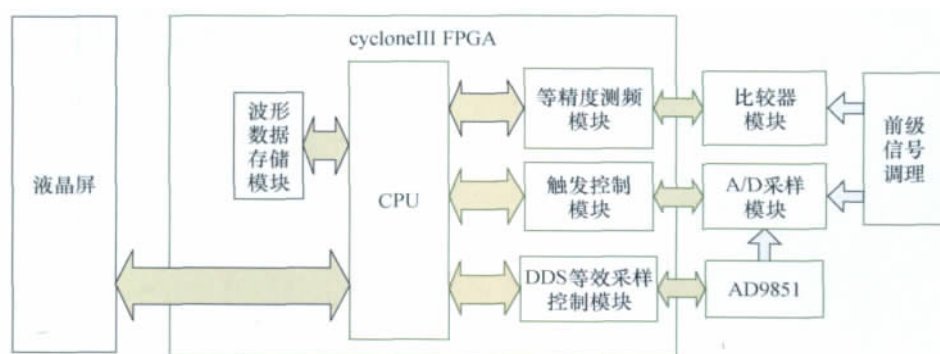 cycloneIII FPGA
液晶屏
波形
数据
存储
模块
CPU
等精度测频
模块
触发控制
模块
DDS等效采样
控制模块
比较器
模块
A/D采样
模块
AD9851
前级
信号
调理